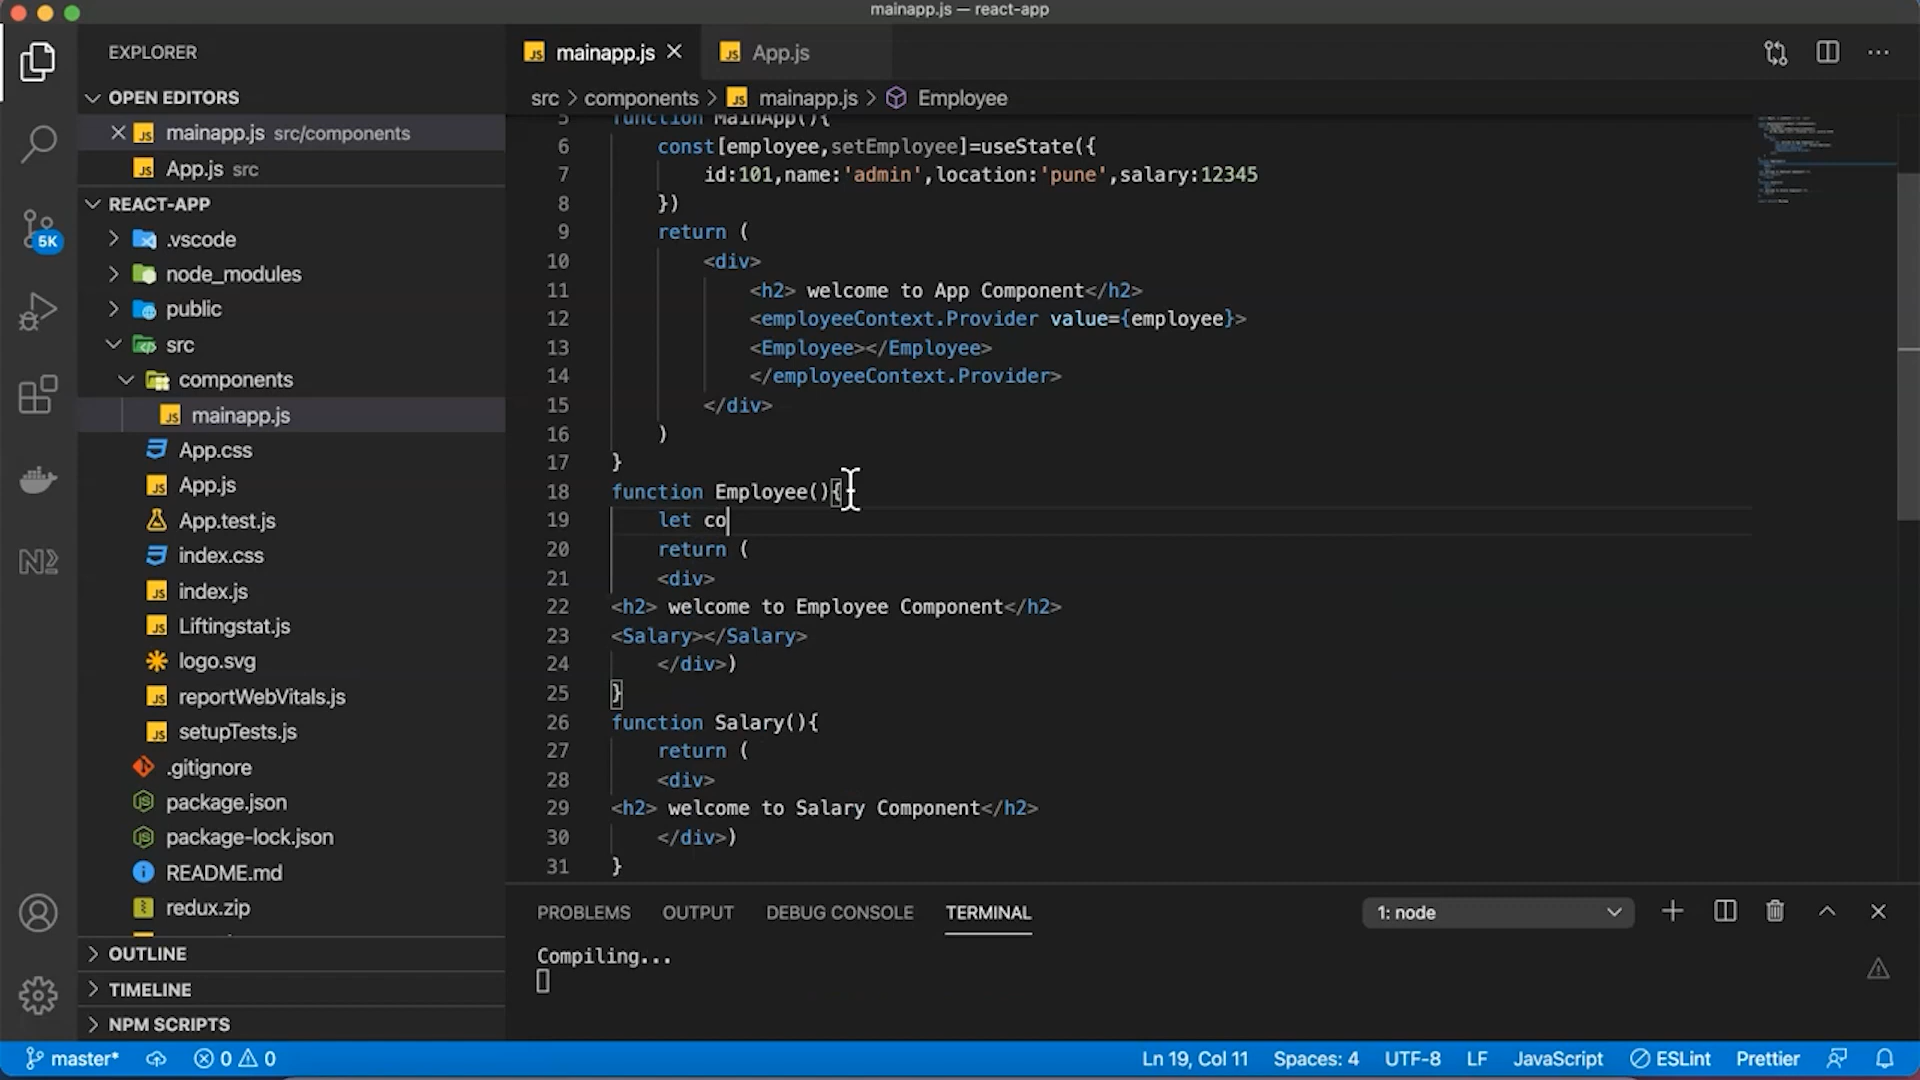 mainapp.js — react-app
EXPLORER
OPEN EDITORS
mainapp.js src/components
App.js src
REACT-APP
.vscode
node_modules
public
src
components
mainapp.js
App.css
App.js
App.test.js
index.css
index.js
Liftingstat.js
logo.svg
reportWebVitals.js
setupTests.js
.gitignore
package.json
package-lock.json
README.md
redux.zip
OUTLINE
TIMELINE
NPM SCRIPTS
5K
mainapp.js
App.js
src > components > mainapp.js > Employee
5 function MainApp(){
6 const[employee,setEmployee]=useState({
7 id:101,name:'admin',location:'pune',salary:12345
8 })
9 return (
10 <div>
11 <h2> welcome to App Component</h2>
12 <employeeContext.Provider value={employee}>
13 <Employee></Employee>
14 </employeeContext.Provider>
15 </div>
16 )
17 }
18 function Employee(){
19 let co
20 return (
21 <div>
22 <h2> welcome to Employee Component</h2>
23 <Salary></Salary>
24 </div>)
25 }
26 function Salary(){
27 return (
28 <div>
29 <h2> welcome to Salary Component</h2>
30 </div>)
31 }
PROBLEMS OUTPUT DEBUG CONSOLE TERMINAL 1: node
Compiling...
master* 0 0 Ln 19, Col 11 Spaces: 4 UTF-8 LF JavaScript ESLint Prettier